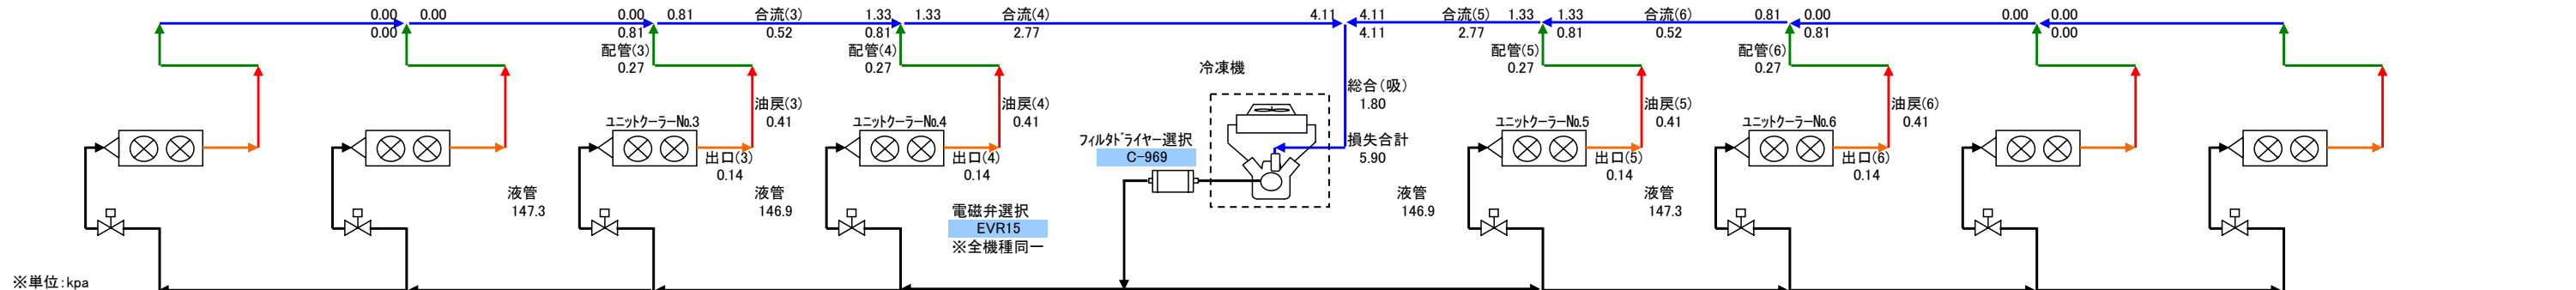 0.00 0.00 0.00 0.81 合流(3) 1.33 1.33 合流(4) 4.11 4.11 合流(5) 1.33 1.33 合流(6) 0.81 0.00 0.00 0.00
0.00 0.81 0.52 0.81 2.77 4.11 2.77 0.81 0.52 0.81 0.00
配管(3) 配管(4) 配管(5) 配管(6)
0.27 0.27 冷凍機 0.27 0.27
総合(吸)
油戻(3) 油戻(4) 1.80 油戻(5) 油戻(6)
ユニットクーラーNo.3 0.41 ユニットクーラーNo.4 0.41 ユニットクーラーNo.5 0.41 ユニットクーラーNo.6 0.41
フィルタドライヤー選択 損失合計
出口(3) 出口(4) C-969 5.90 出口(5) 出口(6)
0.14 0.14 0.14 0.14
液管 液管 液管 液管
147.3 146.9 電磁弁選択 146.9 147.3
EVR15
※全機種同一
※単位:kpa